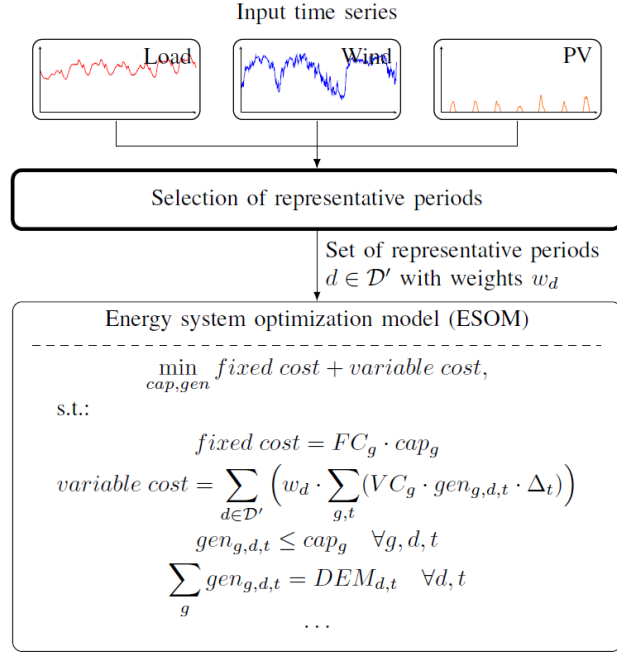 Input time series
Load
Wind
PV
Selection of representative periods
Set of representative periods
d ∈ 𝒟′ with weights w_d
Energy system optimization model (ESOM)
min_{cap,gen} fixed cost + variable cost,
s.t.:
fixed cost = FC_g · cap_g
variable cost = ∑_{d∈𝒟′} (w_d · ∑_{g,t} (VC_g · gen_{g,d,t} · Δ_t))
gen_{g,d,t} ≤ cap_g ∀g, d, t
∑_g gen_{g,d,t} = DEM_{d,t} ∀d, t
...